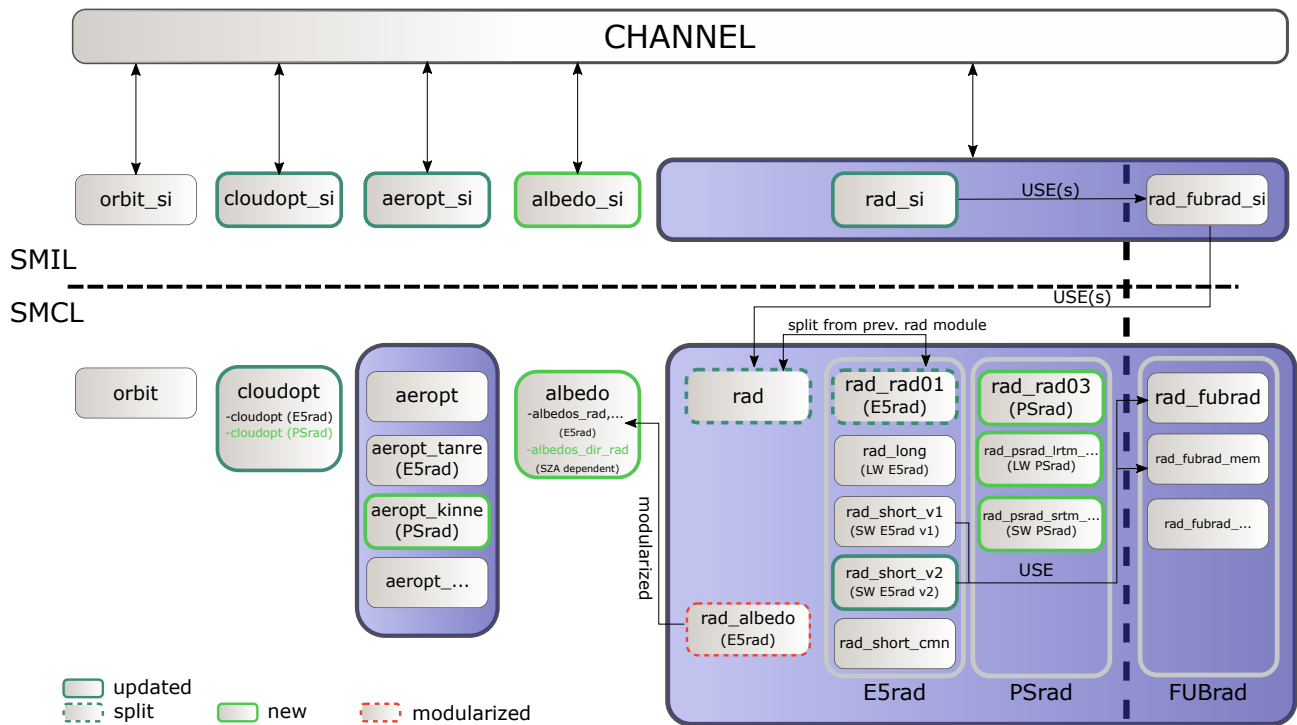 CHANNEL
orbit_si
cloudopt_si
aeropt_si
albedo_si
rad_si
USE(s)
rad_fubrad_si
SMIL
SMCL
USE(s)
split from prev. rad module
orbit
cloudopt
-cloudopt (E5rad)
-cloudopt (PSrad)
aeropt
aeropt_tanre
(E5rad)
aeropt_kinne
(PSrad)
aeropt_...
albedo
-albedos_rad,...
(E5rad)
-albedos_dir_rad
(SZA dependent)
modularized
rad
rad_albedo
(E5rad)
rad_rad01
(E5rad)
rad_long
(LW E5rad)
rad_short_v1
(SW E5rad v1)
rad_short_v2
(SW E5rad v2)
rad_short_cmn
E5rad
rad_rad03
(PSrad)
rad_psrad_lrtm_...
(LW PSrad)
rad_psrad_srtm_...
(SW PSrad)
USE
PSrad
rad_fubrad
rad_fubrad_mem
rad_fubrad_...
FUBrad
updated
split
new
modularized